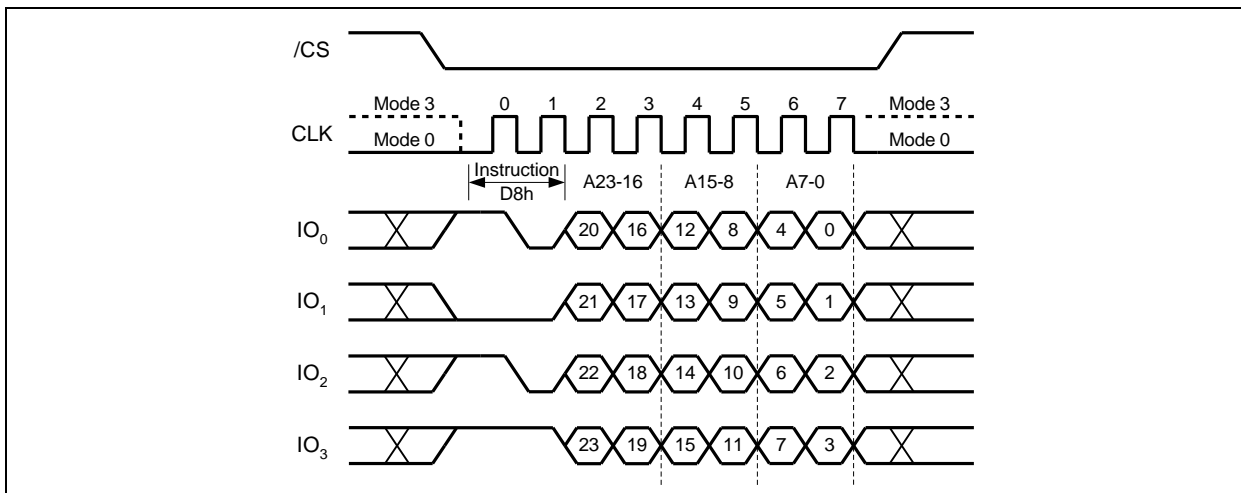 /CS
Mode 3 0 1 2 3 4 5 6 7 Mode 3
CLK
Mode 0 Mode 0
Instruction
D8h
A23-16 A15-8 A7-0
IO0 20 16 12 8 4 0
IO1 21 17 13 9 5 1
IO2 22 18 14 10 6 2
IO3 23 19 15 11 7 3